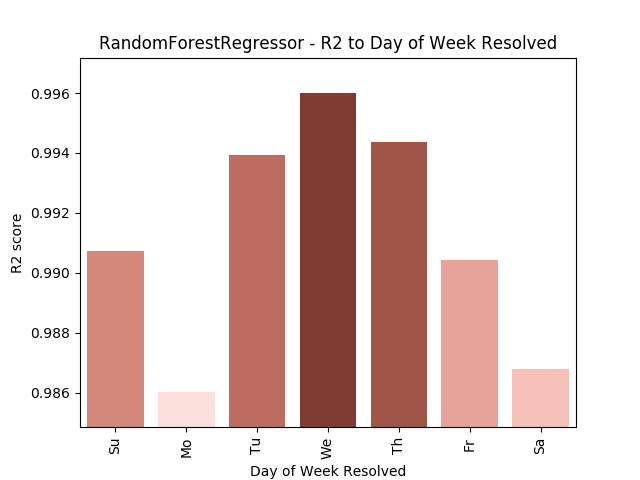 RandomForestRegressor - R2 to Day of Week Resolved
0.996
0.994
0.992
0.990
0.988
0.986
R2 score
Su
Mo
Tu
We
Th
Fr
Sa
Day of Week Resolved